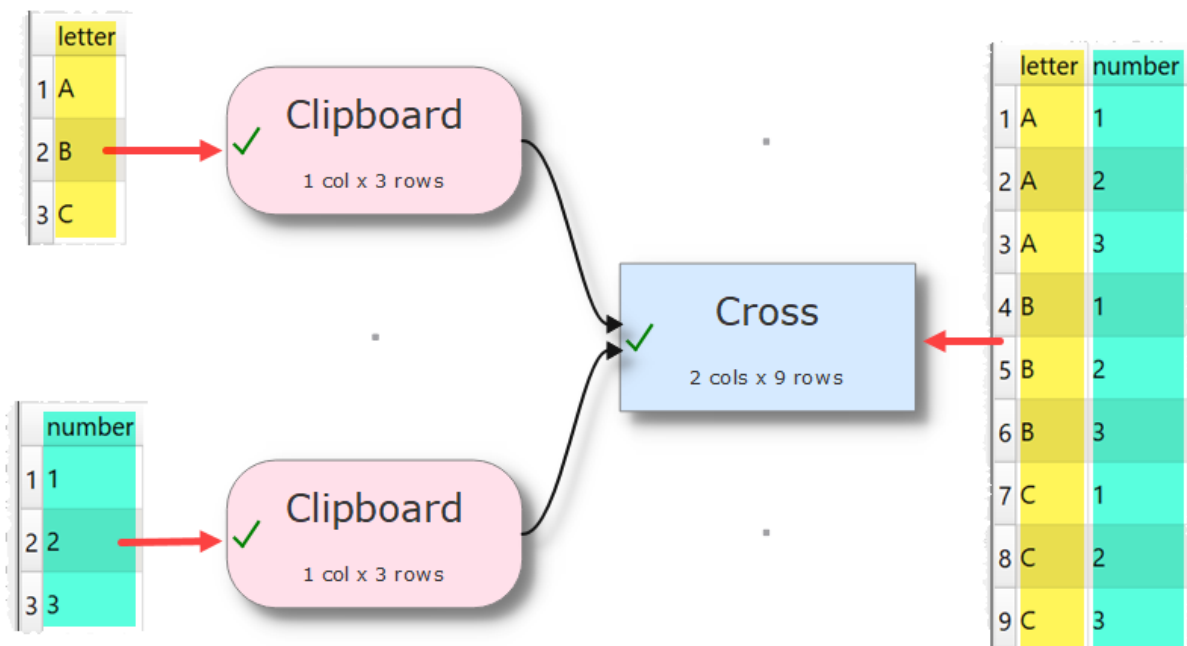 letter
1 A
2 B
3 C
Clipboard
1 col x 3 rows
number
1 1
2 2
3 3
Clipboard
1 col x 3 rows
Cross
2 cols x 9 rows
letter number
1 A 1
2 A 2
3 A 3
4 B 1
5 B 2
6 B 3
7 C 1
8 C 2
9 C 3